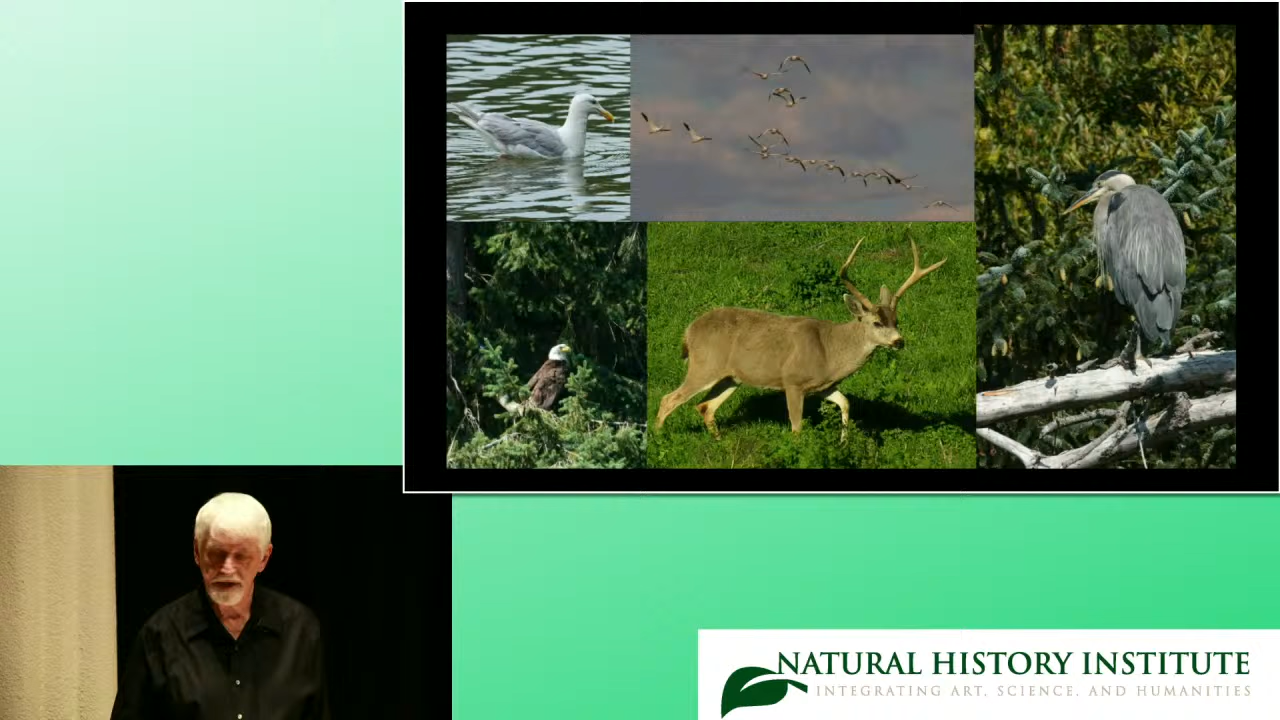 NATURAL HISTORY INSTITUTE
INTEGRATING ART, SCIENCE, AND HUMANITIES